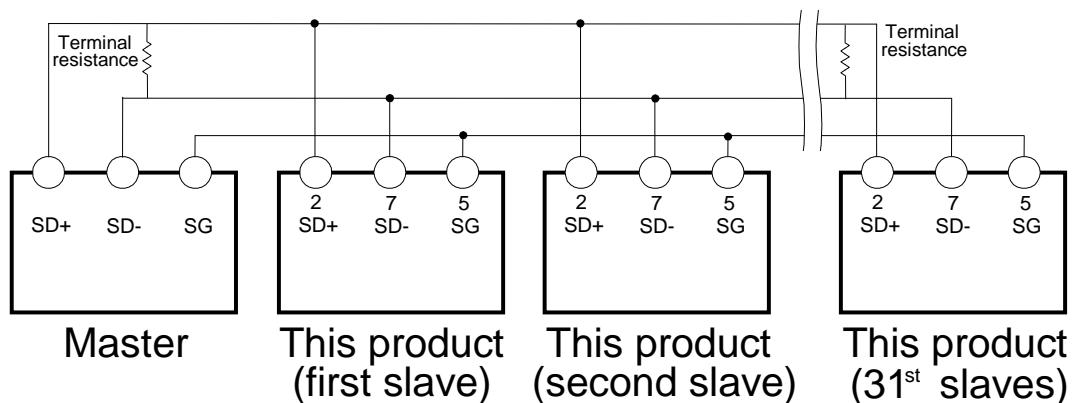 Terminal
resistance
Terminal
resistance
SD+ SD- SG
2 7 5
SD+ SD- SG
2 7 5
SD+ SD- SG
2 7 5
SD+ SD- SG
Master
This product
(first slave)
This product
(second slave)
This product
(31st slaves)